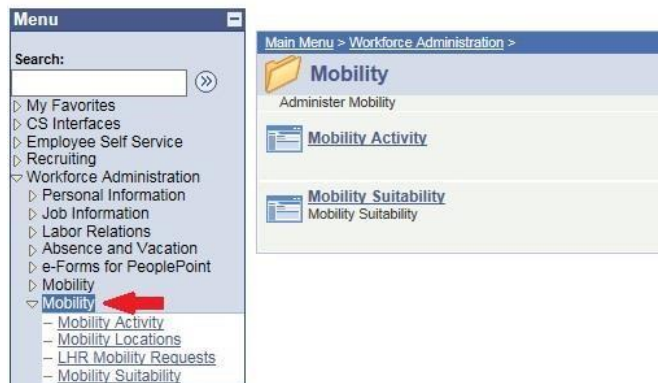 Menu
Search:
My Favorites
CS Interfaces
Employee Self Service
Recruiting
Workforce Administration
Personal Information
Job Information
Labor Relations
Absence and Vacation
e-Forms for PeoplePoint
Mobility
Mobility
– Mobility Activity
– Mobility Locations
– LHR Mobility Requests
– Mobility Suitability
Main Menu > Workforce Administration >
Mobility
Administer Mobility
Mobility Activity
Mobility Suitability
Mobility Suitability